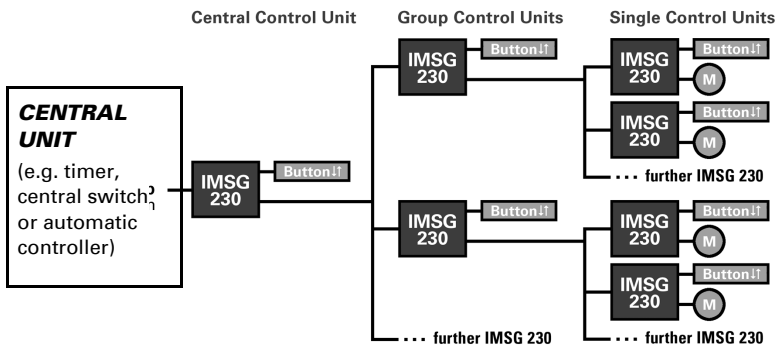 Central Control Unit
Group Control Units
Single Control Units
CENTRAL
UNIT
(e.g. timer,
central switch,
or automatic
controller)
IMSG
230
Button↓↑
IMSG
230
Button↓↑
IMSG
230
Button↓↑
M
IMSG
230
Button↓↑
M
··· further IMSG 230
IMSG
230
Button↓↑
IMSG
230
Button↓↑
M
IMSG
230
Button↓↑
M
··· further IMSG 230
··· further IMSG 230